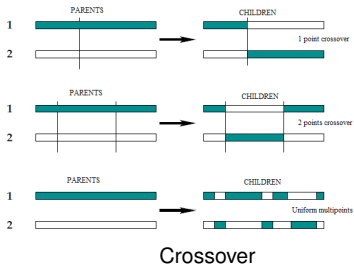 PARENTS CHILDREN
1
1 point crossover
2
PARENTS CHILDREN
1
2 points crossover
2
PARENTS CHILDREN
1
Uniform multipoints
2
Crossover